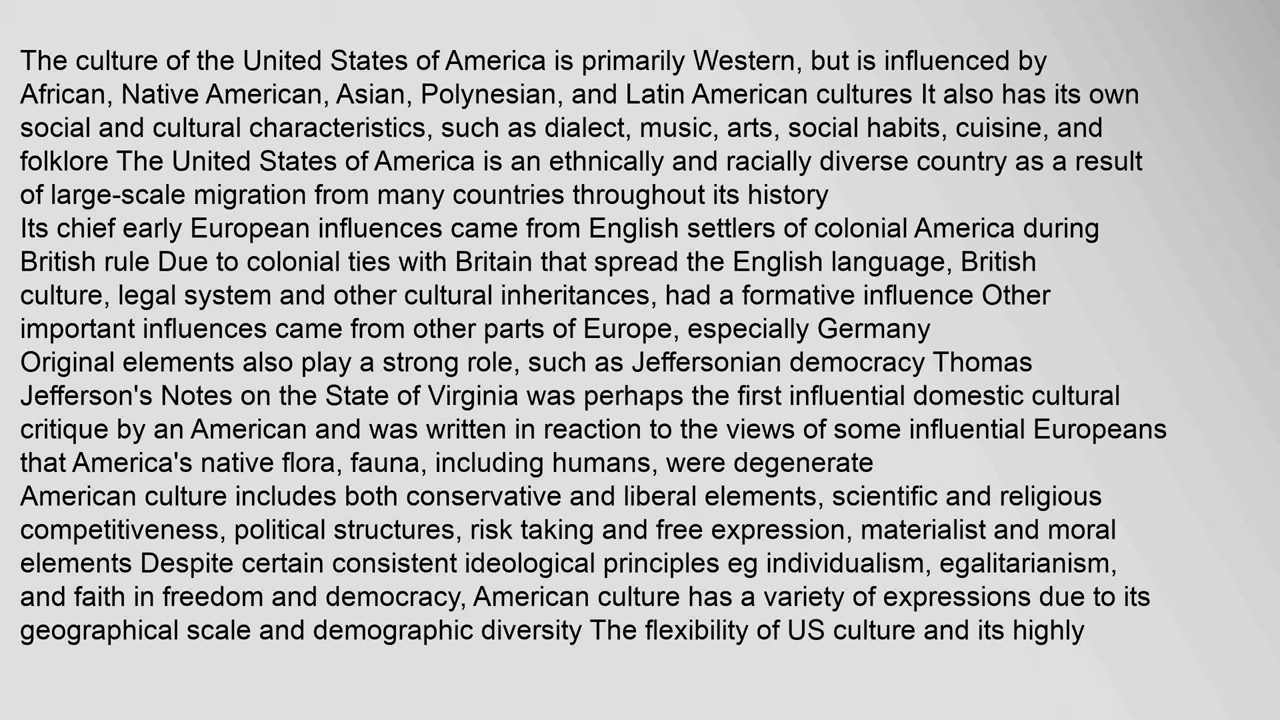 The culture of the United States of America is primarily Western, but is influenced by
African, Native American, Asian, Polynesian, and Latin American cultures It also has its own
social and cultural characteristics, such as dialect, music, arts, social habits, cuisine, and
folklore The United States of America is an ethnically and racially diverse country as a result
of large-scale migration from many countries throughout its history
Its chief early European influences came from English settlers of colonial America during
British rule Due to colonial ties with Britain that spread the English language, British
culture, legal system and other cultural inheritances, had a formative influence Other
important influences came from other parts of Europe, especially Germany
Original elements also play a strong role, such as Jeffersonian democracy Thomas
Jefferson's Notes on the State of Virginia was perhaps the first influential domestic cultural
critique by an American and was written in reaction to the views of some influential Europeans
that America's native flora, fauna, including humans, were degenerate
American culture includes both conservative and liberal elements, scientific and religious
competitiveness, political structures, risk taking and free expression, materialist and moral
elements Despite certain consistent ideological principles eg individualism, egalitarianism,
and faith in freedom and democracy, American culture has a variety of expressions due to its
geographical scale and demographic diversity The flexibility of US culture and its highly